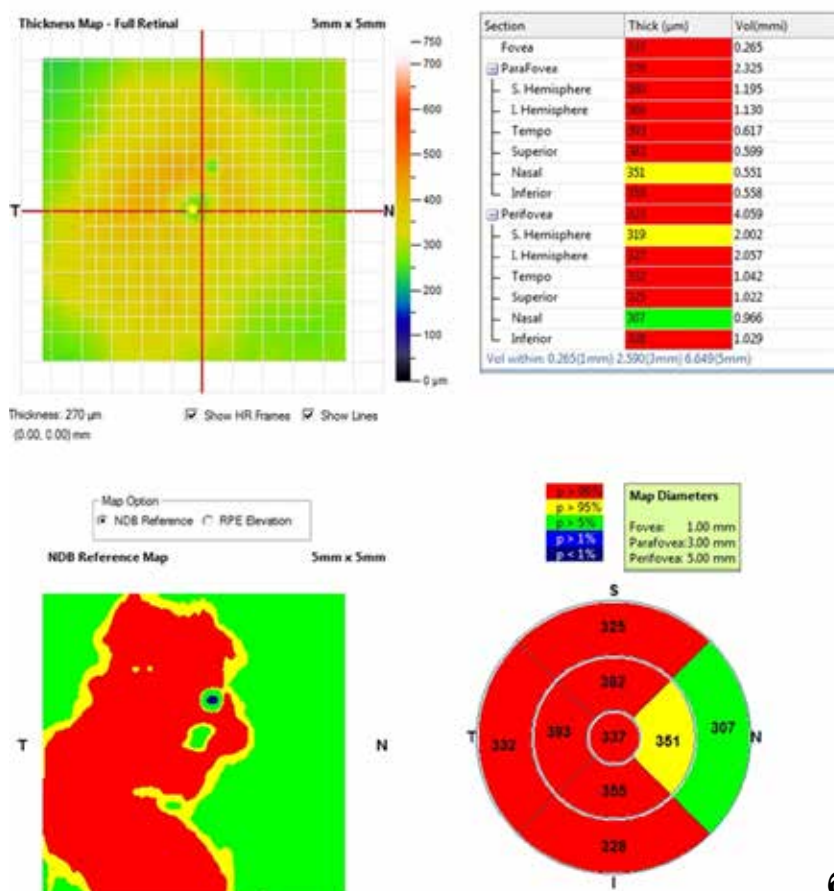 Thickness Map - Full Retinal 5mm x 5mm
750
700
600
500
400
300
200
100
0 µm
T N
Thickness: 270 µm Show HR Frames Show Lines
(0.00, 0.00) mm
Section Thick (µm) Vol(mmi)
Fovea 0.265
ParaFovea 2.325
S. Hemisphere 1.195
I. Hemisphere 1.130
Tempo 0.617
Superior 0.599
Nasal 351 0.551
Inferior 0.558
Perifovea 4.059
S. Hemisphere 319 2.002
I. Hemisphere 2.057
Tempo 1.042
Superior 1.022
Nasal 307 0.966
Inferior 1.029
Vol within: 0.265(1mm) 2.590(3mm) 6.649(5mm)
Map Option
NDB Reference RPE Elevation
NDB Reference Map 5mm x 5mm
T N
p > 95%
p > 5%
p > 1%
p < 1%
Map Diameters
Fovea: 1.00 mm
Parafovea: 3.00 mm
Perifovea: 5.00 mm
S
325
382
T 332 393 337 351 307 N
355
328
I